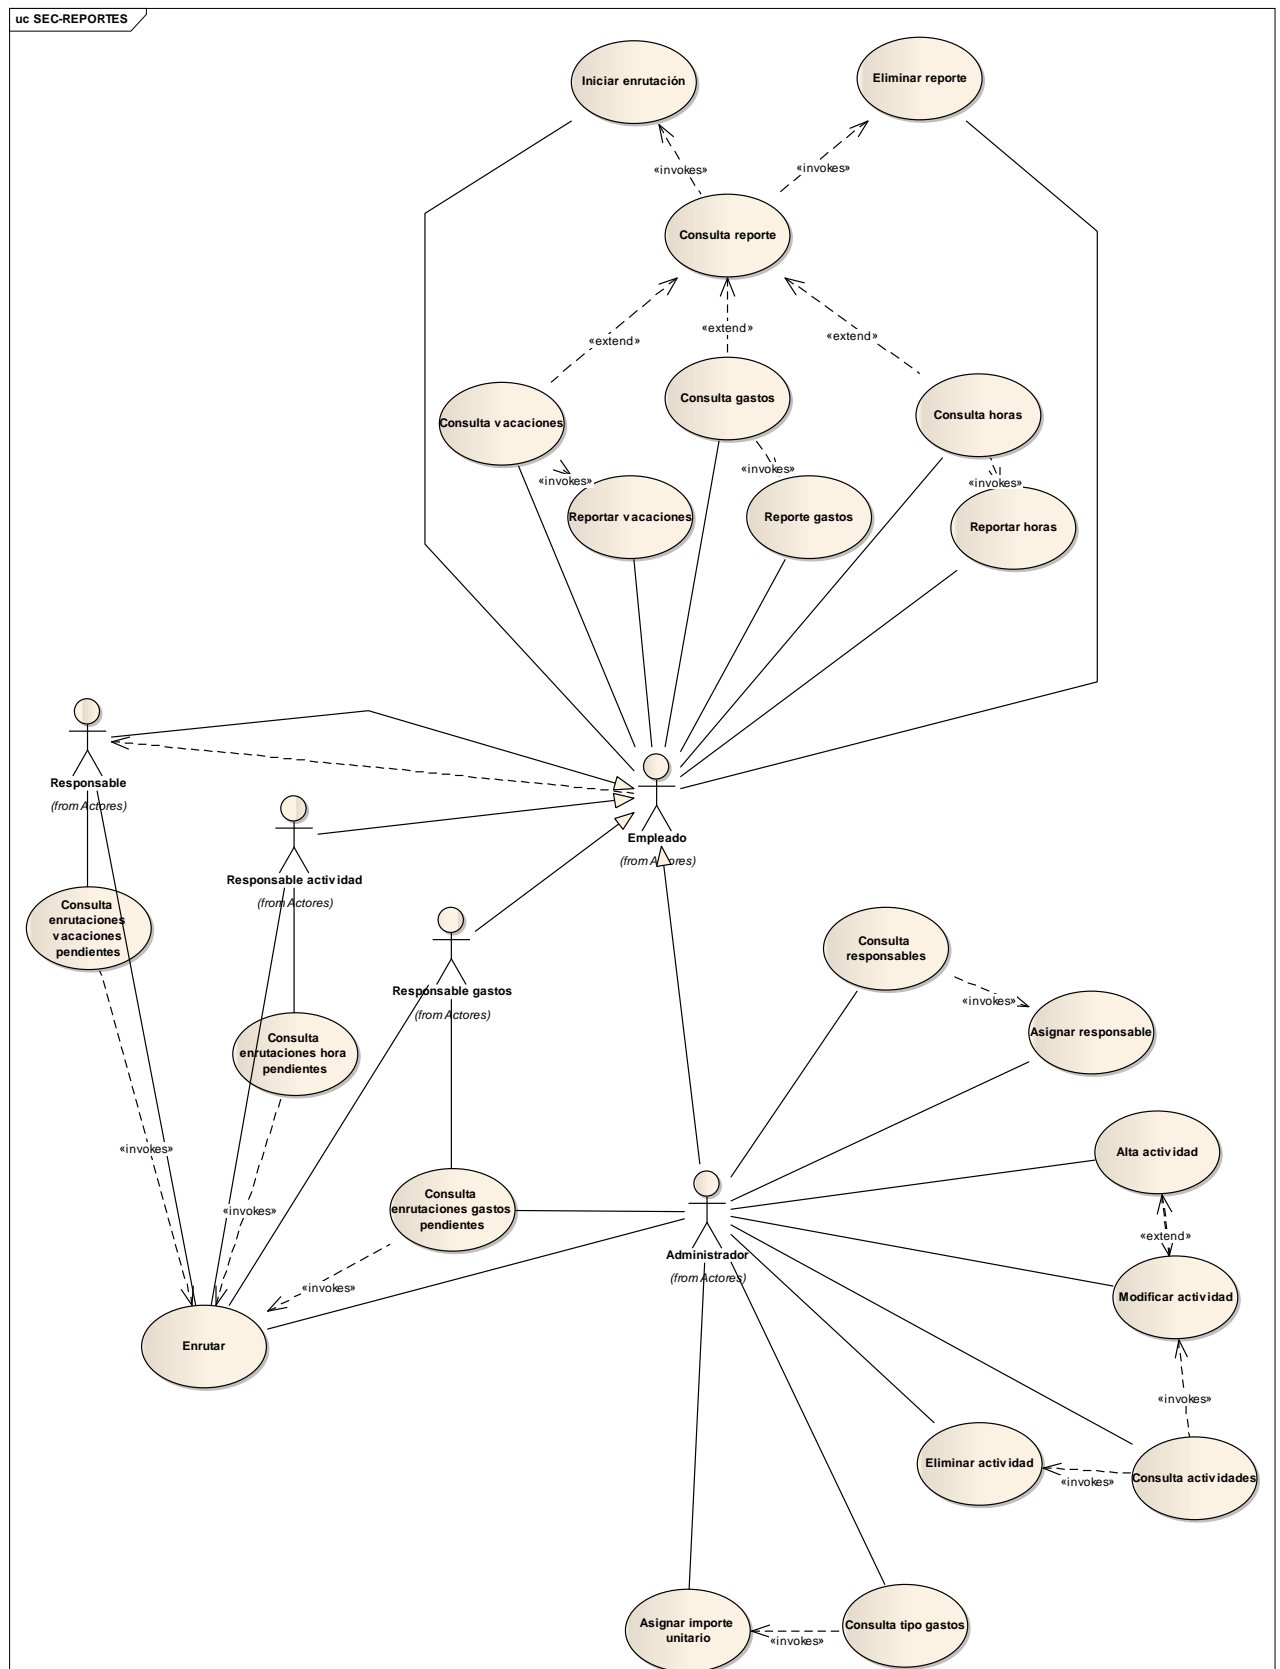 uc SEC-REPORTES
Iniciar enrutación
Eliminar reporte
«invokes»
«invokes»
Consulta reporte
«extend»
«extend»
«extend»
Consulta vacaciones
Consulta gastos
Consulta horas
«invokes»
«invokes»
«invokes»
Reportar vacaciones
Reporte gastos
Reportar horas
Responsable
(from Actores)
Empleado
(from Actores)
Responsable actividad
(from Actores)
Consulta
enrutaciones
vacaciones
pendientes
Responsable gastos
(from Actores)
Consulta
responsables
«invokes»
Asignar responsable
Consulta
enrutaciones hora
pendientes
«invokes»
«invokes»
Alta actividad
Consulta
enrutaciones gastos
pendientes
«extend»
Administrador
(from Actores)
«invokes»
Modificar actividad
Enrutar
«invokes»
Eliminar actividad
«invokes»
Consulta actividades
Asignar importe
unitario
«invokes»
Consulta tipo gastos